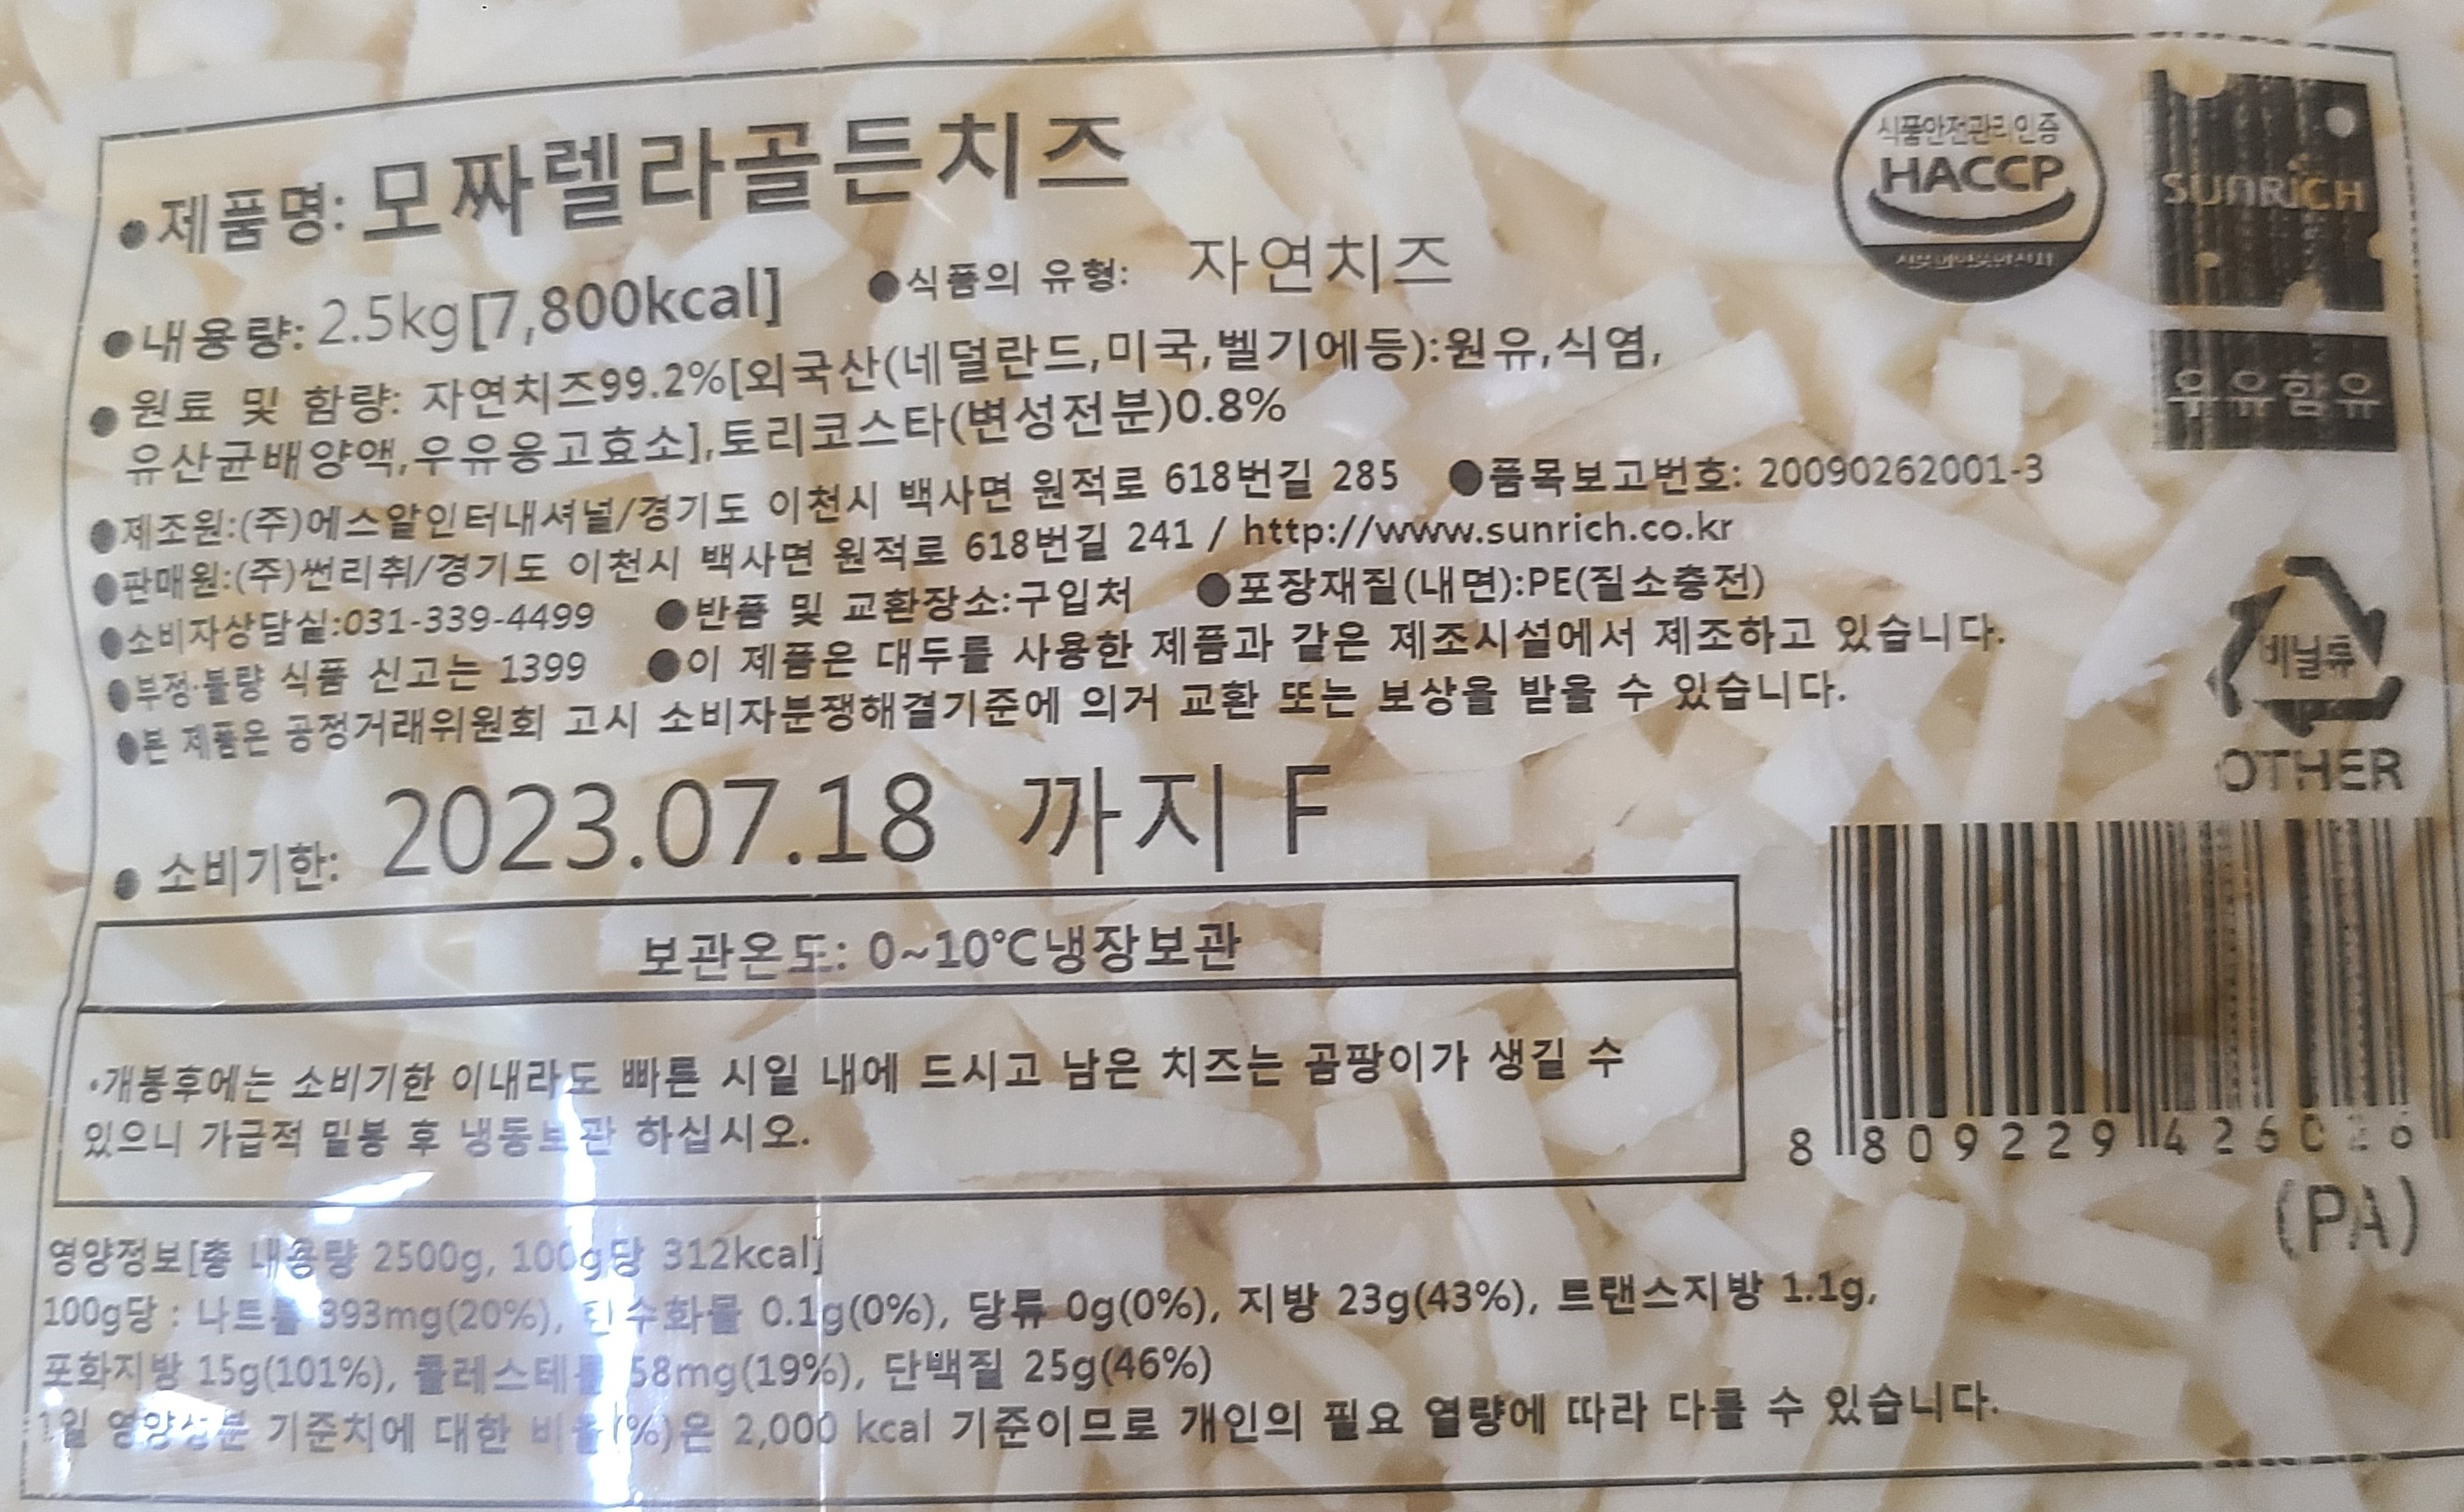 ●제품명: 모짜렐라골든치즈
식품안전관리인증
HACCP
SUNRiCH
●내용량: 2.5kg[7,800kcal] ●식품의 유형: 자연치즈
●원료 및 함량: 자연치즈99.2%[외국산(네덜란드,미국,벨기에등):원유,식염,
유산균배양액,우유응고효소],토리코스타(변성전분)0.8%
우유함유
●제조원:(주)에스알인터내셔널/경기도 이천시 백사면 원적로 618번길 285 ●품목보고번호: 20090262001-3
●판매원:(주)썬리취/경기도 이천시 백사면 원적로 618번길 241 / http://www.sunrich.co.kr
●소비자상담실:031-339-4499 ●반품 및 교환장소:구입처 ●포장재질(내면):PE(질소충전)
●부정·불량 식품 신고는 1399 ●이 제품은 대두를 사용한 제품과 같은 제조시설에서 제조하고 있습니다.
●본 제품은 공정거래위원회 고시 소비자분쟁해결기준에 의거 교환 또는 보상을 받을 수 있습니다.
비닐류
OTHER
●소비기한: 2023.07.18 까지 F
보관온도: 0~10℃냉장보관
·개봉후에는 소비기한 이내라도 빠른 시일 내에 드시고 남은 치즈는 곰팡이가 생길 수
있으니 가급적 밀봉 후 냉동보관 하십시오.
8 809229 426026
(PA)
영양정보[총 내용량 2500g, 100g당 312kcal]
100g당 : 나트륨 393mg(20%), 탄수화물 0.1g(0%), 당류 0g(0%), 지방 23g(43%), 트랜스지방 1.1g,
포화지방 15g(101%), 콜레스테롤 58mg(19%), 단백질 25g(46%)
1일 영양성분 기준치에 대한 비율(%)은 2,000 kcal 기준이므로 개인의 필요 열량에 따라 다를 수 있습니다.